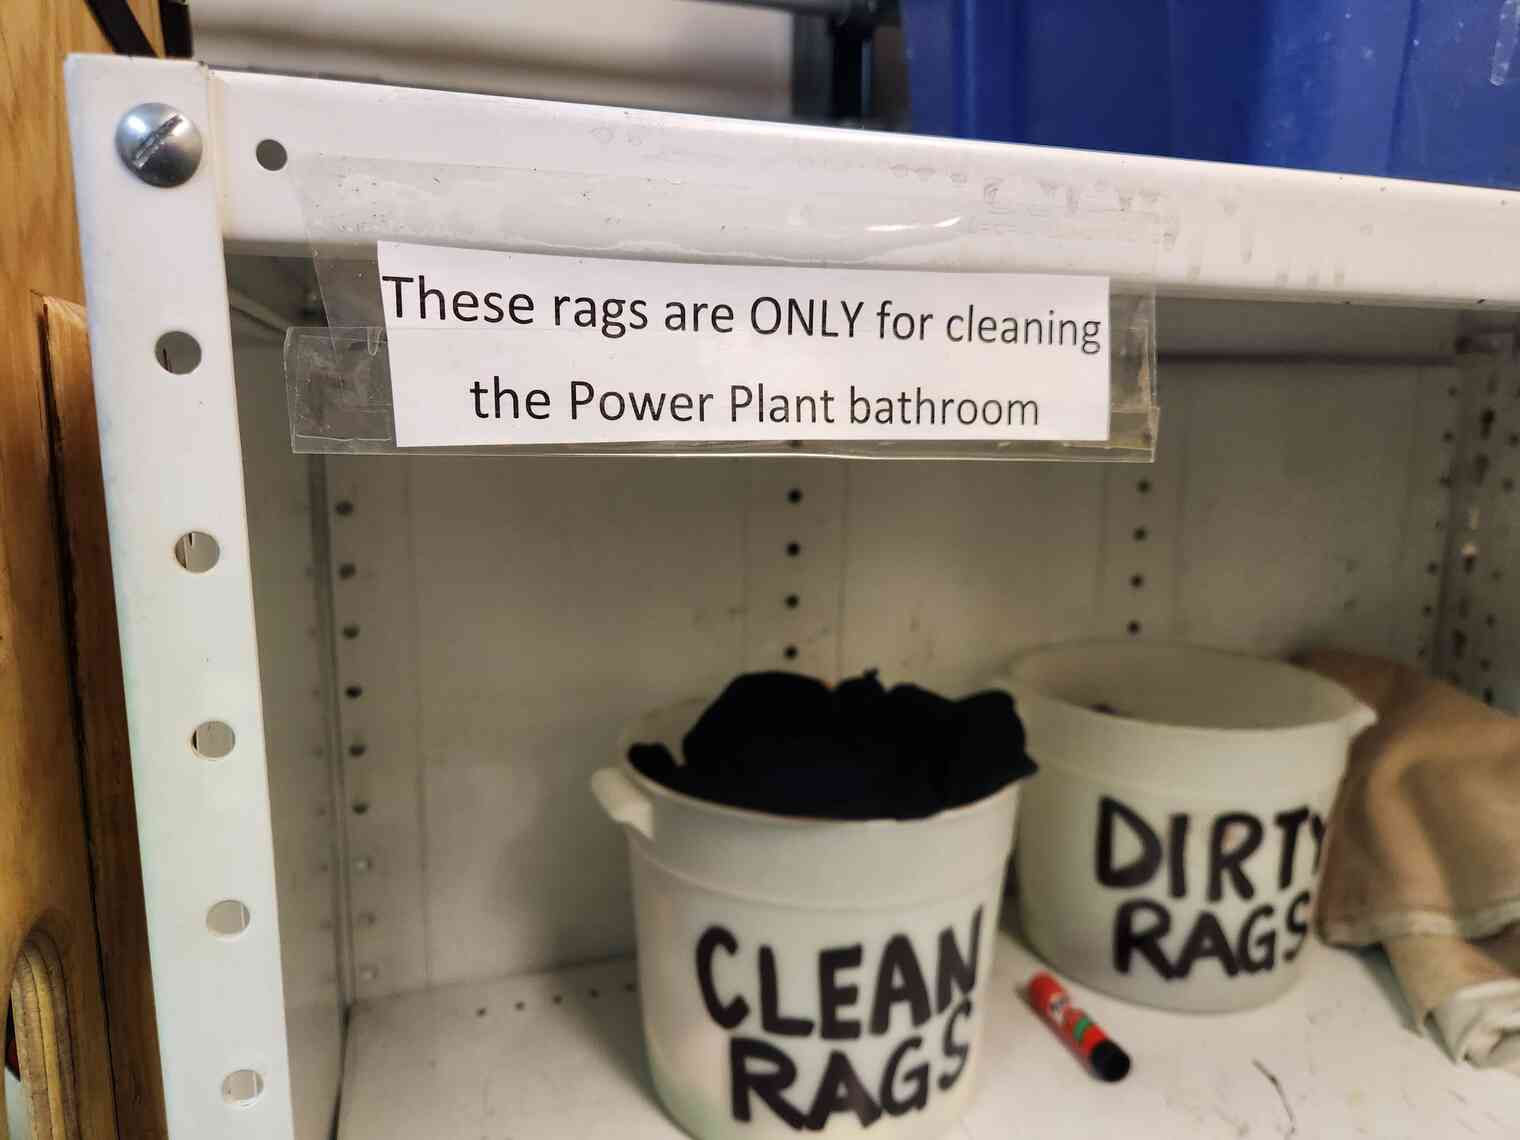 These rags are ONLY for cleaning
the Power Plant bathroom
CLEAN
RAGS
DIRTY
RAGS